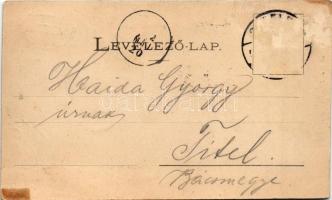 LEVELEZŐ-LAP.
Haida György
úrnak
Titel.
Bácsmegye